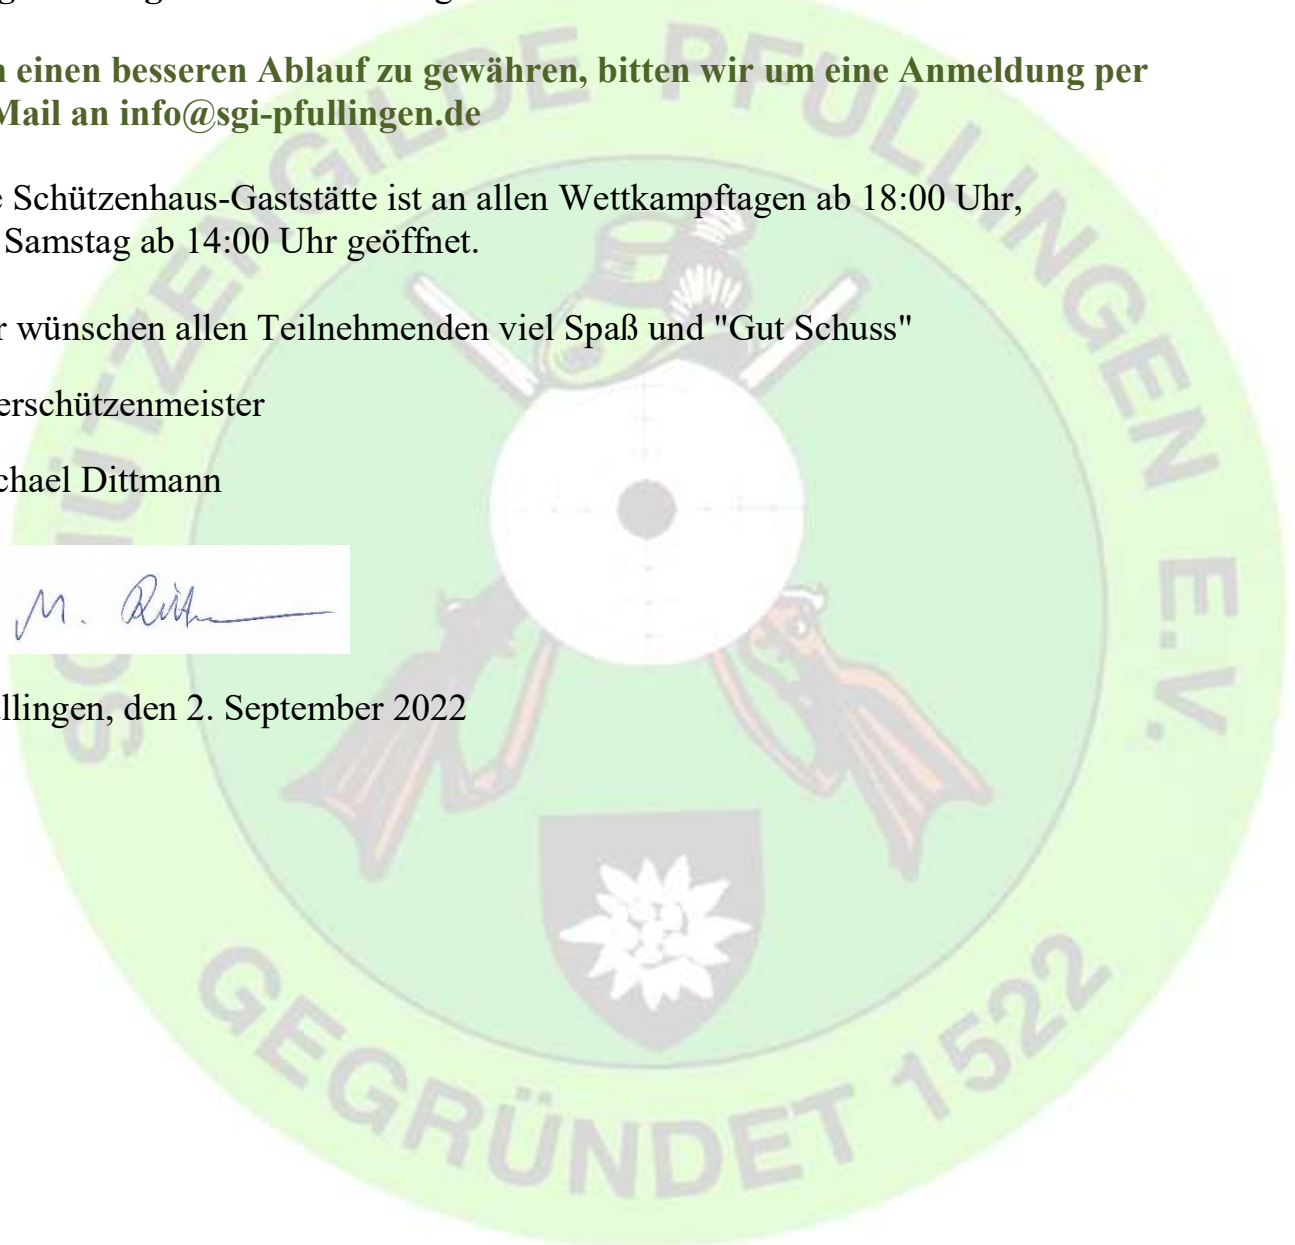 n einen besseren Ablauf zu gewähren, bitten wir um eine Anmeldung per
Mail an info@sgi-pfullingen.de
e Schützenhaus-Gaststätte ist an allen Wettkampftagen ab 18:00 Uhr,
Samstag ab 14:00 Uhr geöffnet.
r wünschen allen Teilnehmenden viel Spaß und "Gut Schuss"
erschützenmeister
chael Dittmann
M.
llingen, den 2. September 2022
SCHÜTZENGILDE PFULLINGEN E.V.
GEGRÜNDET 1522